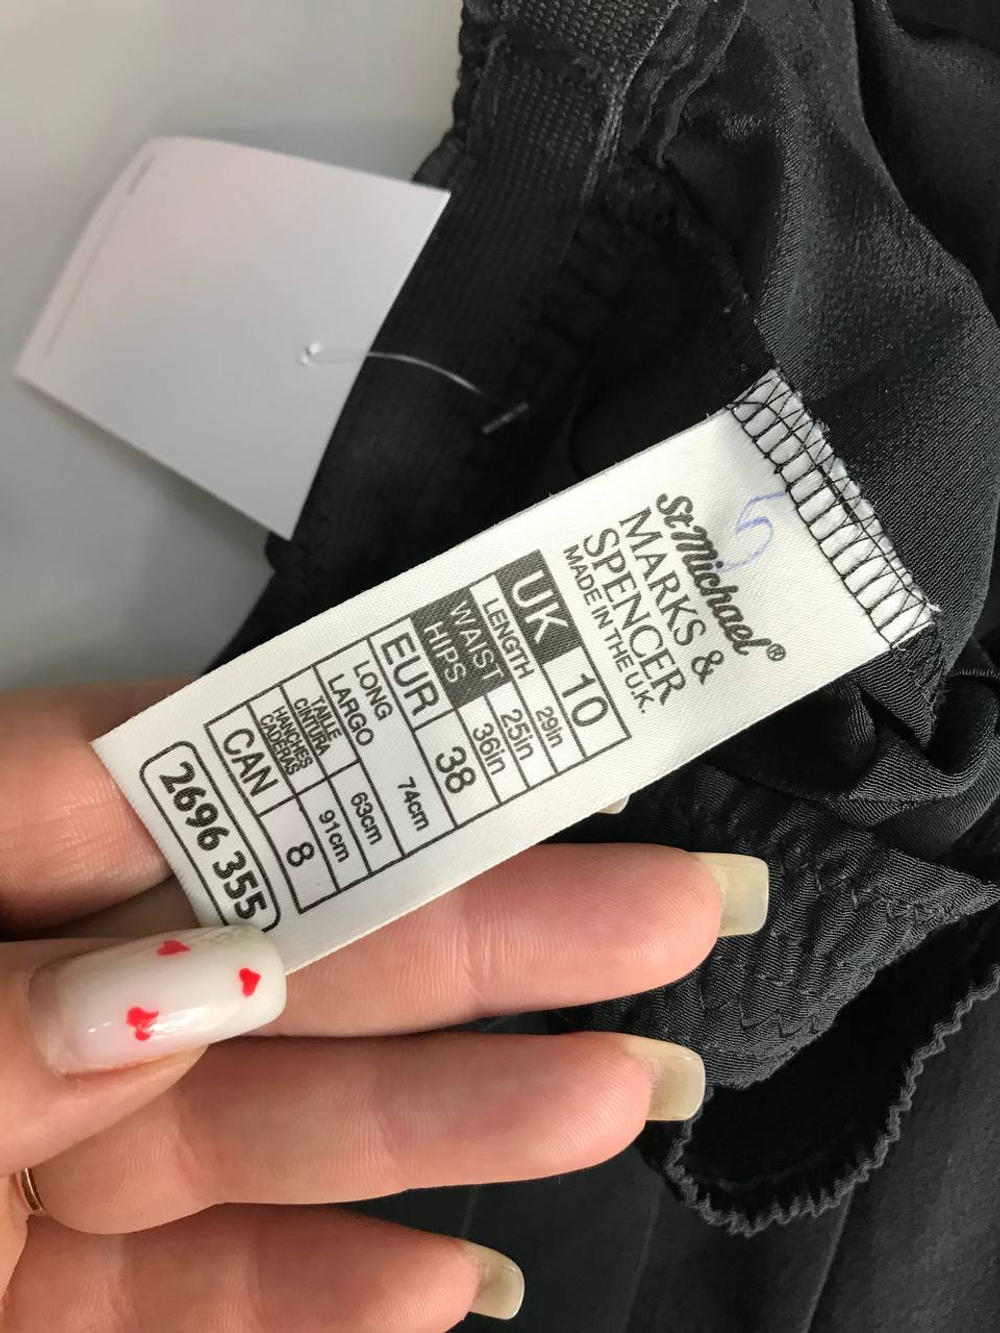 St Michael®
MARKS &
SPENCER
MADE IN THE U.K.
UK 10
LENGTH 29in
WAIST 25in
HIPS 36in
EUR 38
LONG
LARGO 74cm
TAILLE
CINTURA 63cm
HANCHES
CADERAS 91cm
CAN 8
2696 355